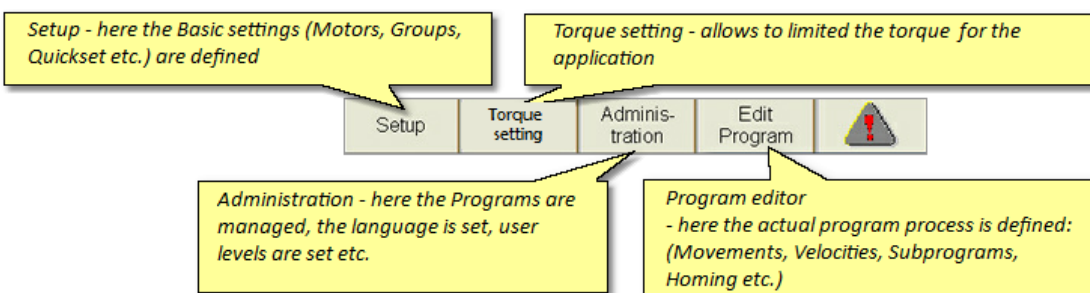 Setup - here the Basic settings (Motors, Groups,
Quickset etc.) are defined
Torque setting - allows to limited the torque for the
application
Setup
Torque
setting
Adminis-
tration
Edit
Program
Administration - here the Programs are
managed, the language is set, user
levels are set etc.
Program editor
- here the actual program process is defined:
(Movements, Velocities, Subprograms,
Homing etc.)